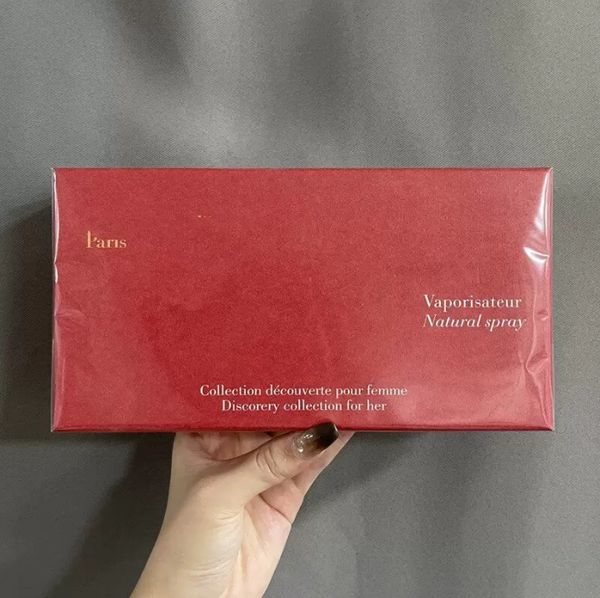 Paris
Vaporisateur
Natural spray
Collection découverte pour femme
Discorery collection for her